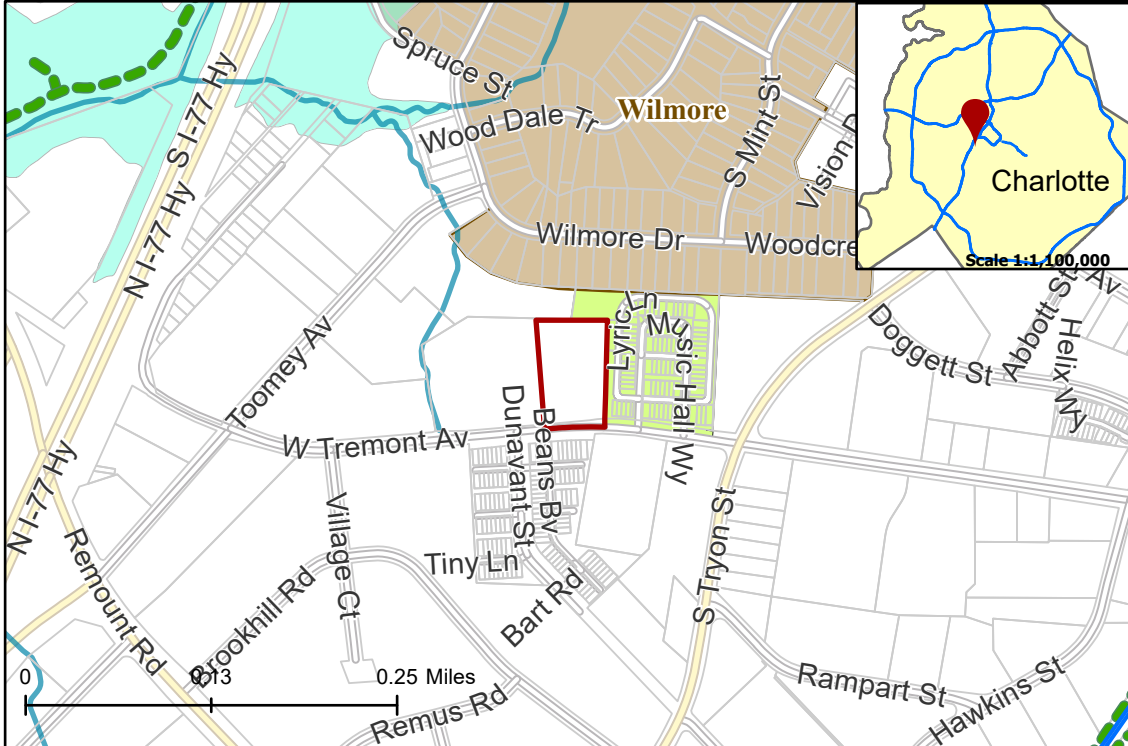 Spruce St
S I-77 Hy
N I-77 Hy
Wood Dale Tr
Wilmore
S Mint St
Vision D
Charlotte
Scale 1:1,100,000
Wilmore Dr
Woodcre
Av
Abbott St
Helix Wy
Doggett St
Lyric Ln
Music Hall Wy
Toomey Av
W Tremont Av
Dunavant St
Beans Bv
N I-77 Hy
Village Ct
Tiny Ln
Bart Rd
S Tryon St
Remount Rd
Brookhill Rd
Remus Rd
Rampart St
Hawkins St
0
0.13
0.25 Miles